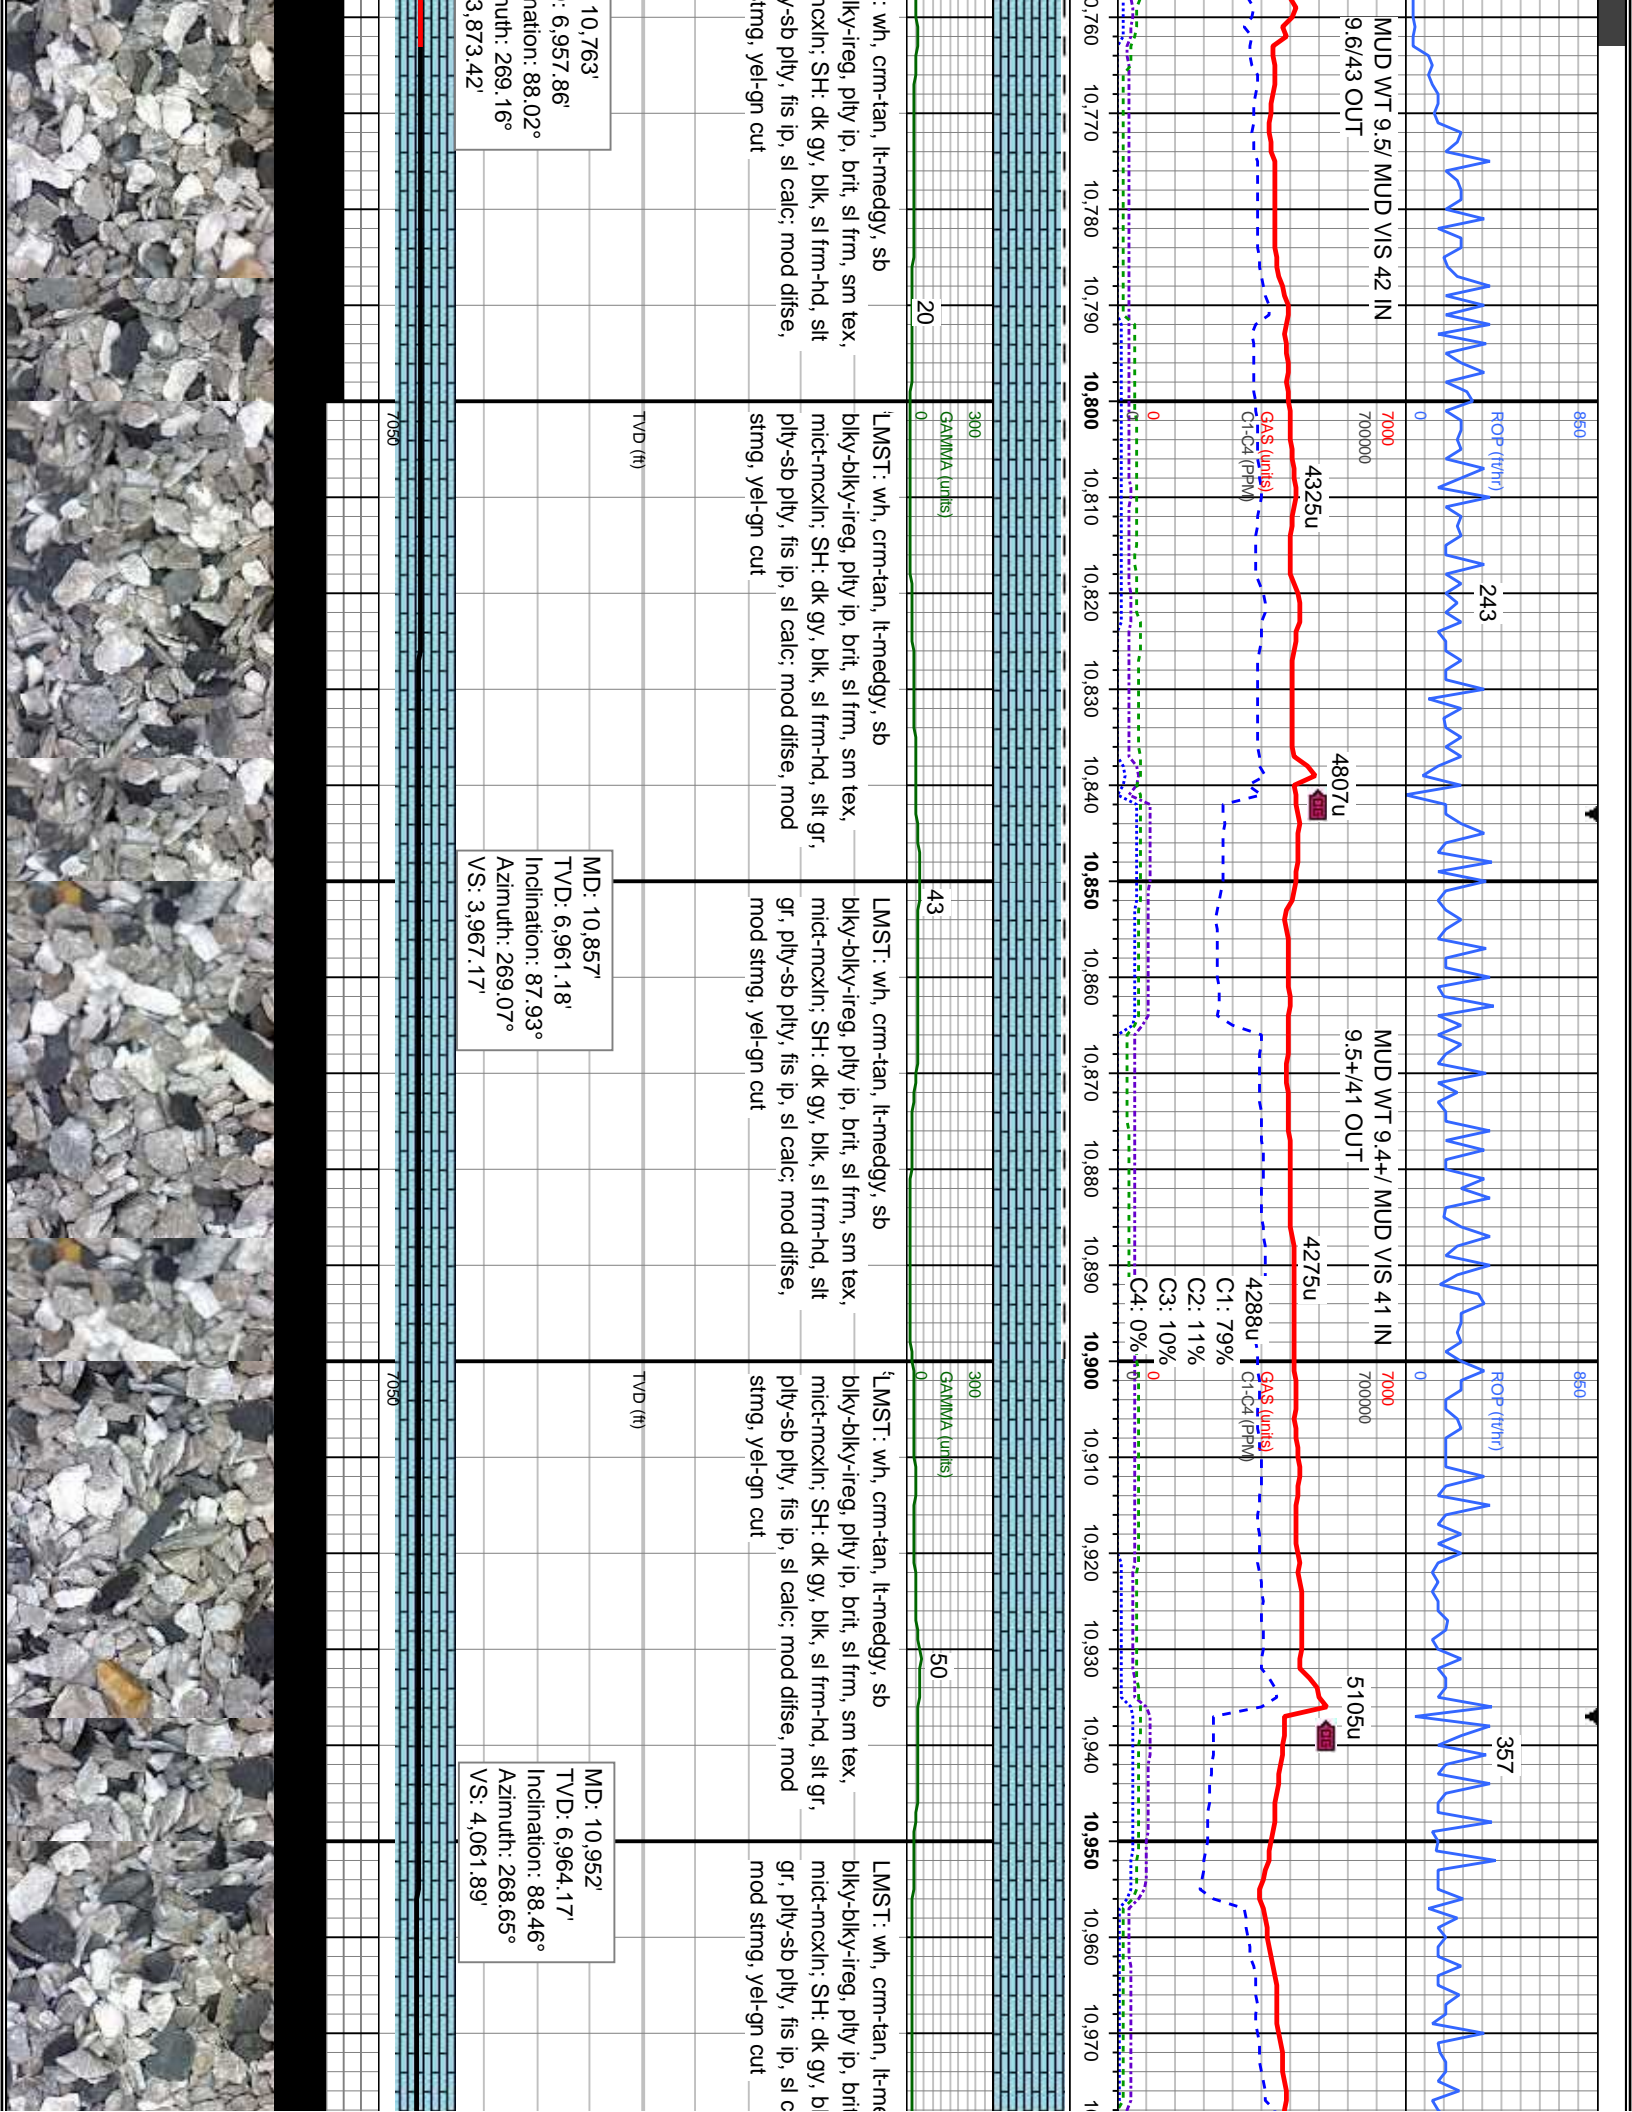 MUD WT 9.5/ MUD VIS 42 IN
9.6/43 OUT
850
ROP (ft/hr)
0
7000
700000
GAS (units)
C1-C4 (PPM)
0
0
4325u
243
4807u
DG
MUD WT 9.4+/ MUD VIS 41 IN
9.5+/41 OUT
4275u
4288u
C1: 79%
C2: 11%
C3: 10%
C4: 0%
850
ROP (ft/hr)
0
7000
700000
GAS (units)
C1-C4 (PPM)
0
0
5105u
DG
357
0,760
10,770
10,780
10,790
10,800
10,810
10,820
10,830
10,840
10,850
10,860
10,870
10,880
10,890
10,900
10,910
10,920
10,930
10,940
10,950
10,960
10,970
20
300
GAMMA (units)
0
43
300
GAMMA (units)
0
50
: wh, crm-tan, lt-medgy, sb
lky-ireg, plty ip, brit, sl frm, sm tex,
ncxln; SH: dk gy, blk, sl frm-hd, slt
y-sb plty, fis ip, sl calc; mod difse,
stmg, yel-gn cut
LMST: wh, crm-tan, lt-medgy, sb
blky-blky-ireg, plty ip, brit, sl frm, sm tex,
mict-mcxln; SH: dk gy, blk, sl frm-hd, slt gr,
plty-sb plty, fis ip, sl calc; mod difse, mod
stmg, yel-gn cut
LMST: wh, crm-tan, lt-medgy, sb
blky-blky-ireg, plty ip, brit, sl frm, sm tex,
mict-mcxln; SH: dk gy, blk, sl frm-hd, slt
gr, plty-sb plty, fis ip, sl calc; mod difse,
mod stmg, yel-gn cut
LMST: wh, crm-tan, lt-medgy, sb
blky-blky-ireg, plty ip, brit, sl frm, sm tex,
mict-mcxln; SH: dk gy, blk, sl frm-hd, slt gr,
plty-sb plty, fis ip, sl calc; mod difse, mod
stmg, yel-gn cut
LMST: wh, crm-tan, lt-me
blky-blky-ireg, plty ip, brit
mict-mcxln; SH: dk gy, bl
gr, plty-sb plty, fis ip, sl c
mod stmg, yel-gn cut
TVD (ft)
7050
TVD (ft)
7050
10,763'
: 6,957.86'
nation: 88.02°
nuth: 269.16°
3,873.42'
MD: 10,857'
TVD: 6,961.18'
Inclination: 87.93°
Azimuth: 269.07°
VS: 3,967.17'
MD: 10,952'
TVD: 6,964.17'
Inclination: 88.46°
Azimuth: 268.65°
VS: 4,061.89'